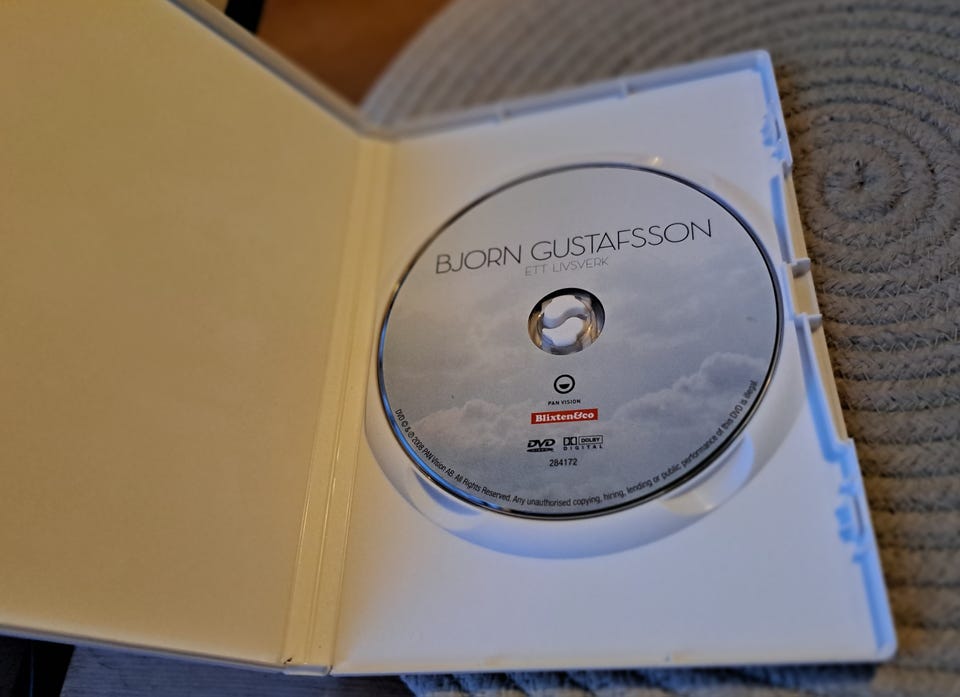 BJÖRN GUSTAFSSON
ETT LIVSVERK
PAN VISION
Blixten&co
DVD
DOLBY
DIGITAL
284172
DVD © & ℗ 2008 PAN Vision AB. All Rights Reserved. Any unauthorised copying, hiring, lending or public performance of this DVD is illegal.